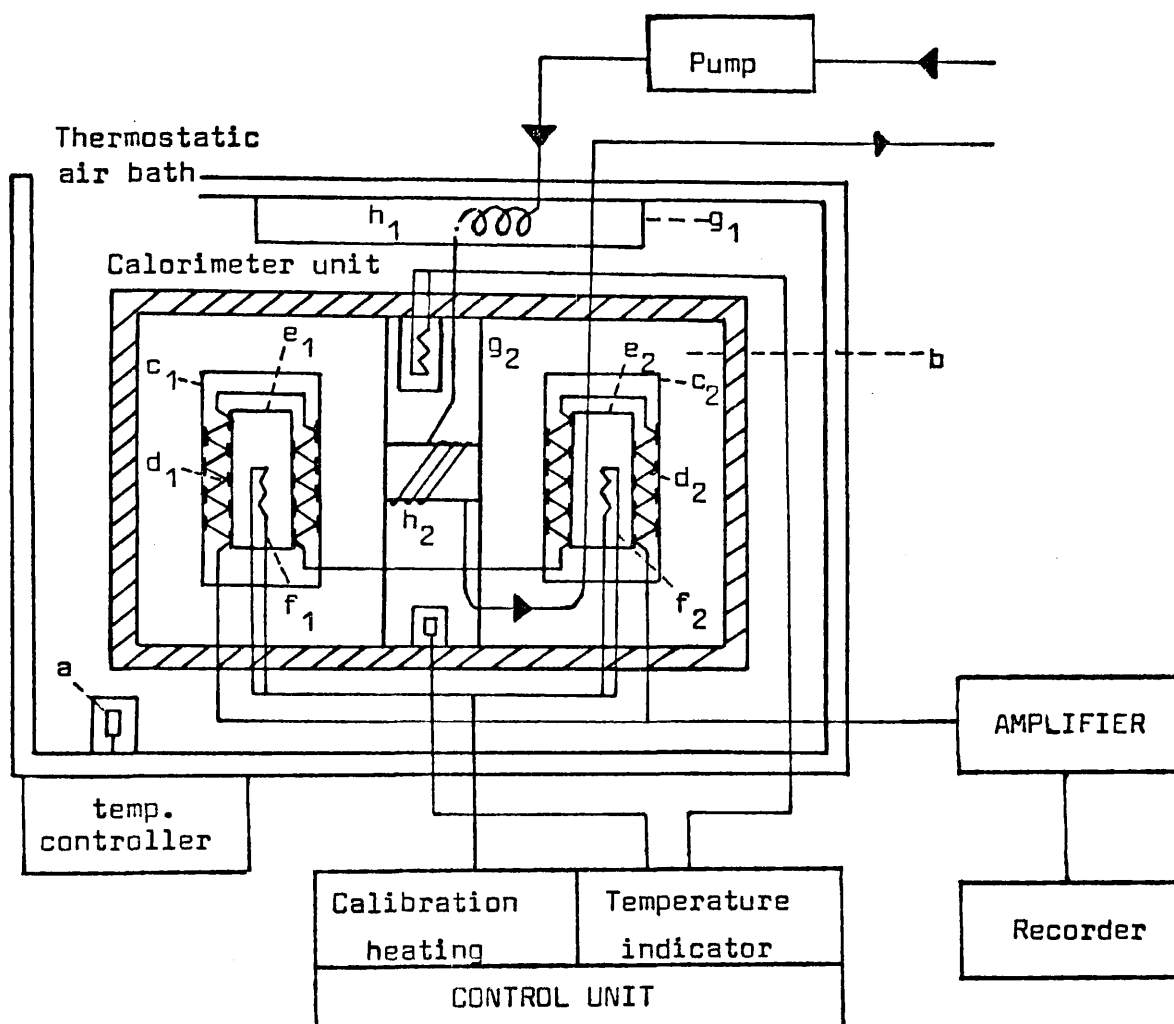 Pump
Thermostatic
air bath
h1
g1
Calorimeter unit
e1
g2
e2
b
c1
c2
d1
d2
h2
f1
f2
a
AMPLIFIER
temp.
controller
Calibration
heating
Temperature
indicator
Recorder
CONTROL UNIT